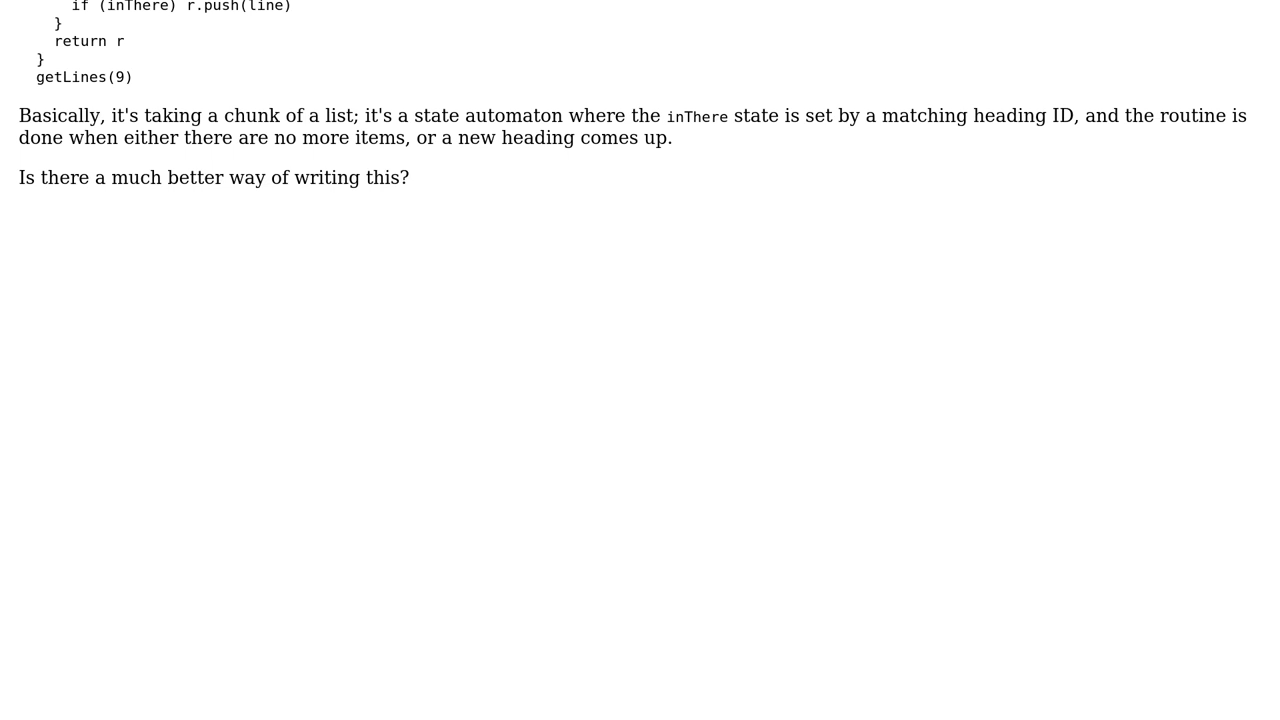 if (inThere) r.push(line)
}
return r
}
getLines(9)
Basically, it's taking a chunk of a list; it's a state automaton where the inThere state is set by a matching heading ID, and the routine is
done when either there are no more items, or a new heading comes up.
Is there a much better way of writing this?